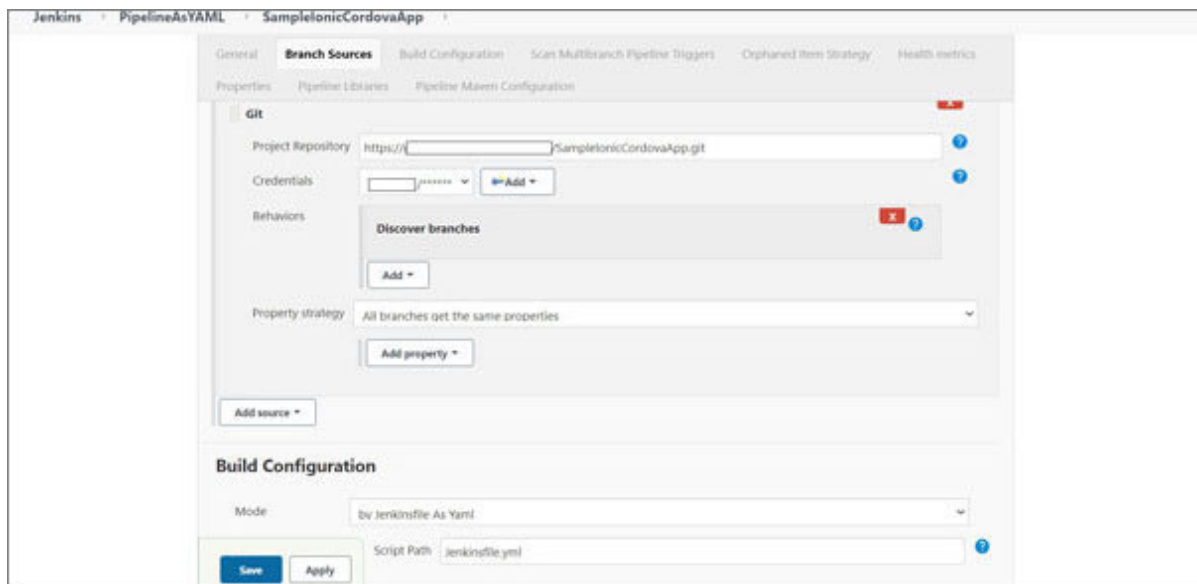 Jenkins PipelineAsYAML SampleIonicCordovaApp
General Branch Sources Build Configuration Scan Multibranch Pipeline Triggers Orphaned Item Strategy Health metrics
Properties Pipeline Libraries Pipeline Maven Configuration
Git X
Project Repository https:// /SampleIonicCordovaApp.git ?
Credentials /****** Add ?
Behaviors
Discover branches X ?
Add
Property strategy All branches get the same properties
Add property
Add source
Build Configuration
Mode by Jenkinsfile As Yaml
Script Path Jenkinsfile.yml ?
Save Apply